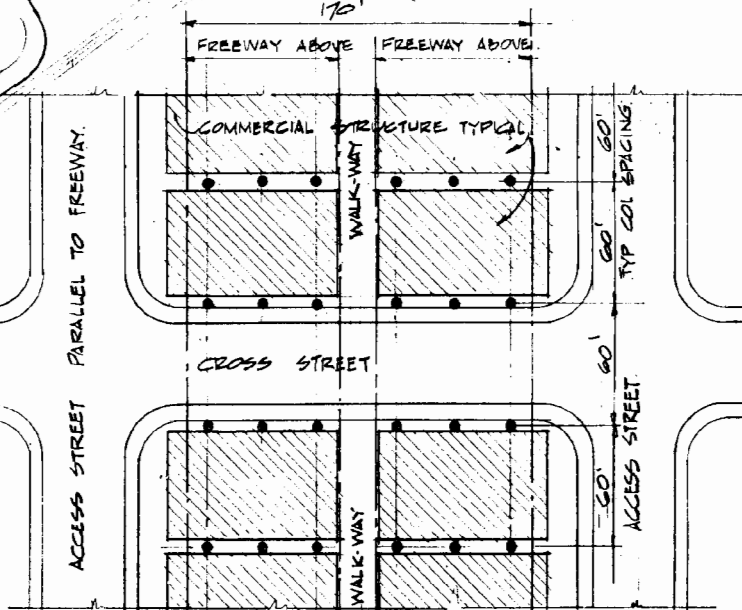 170'
FREEWAY ABOVE
FREEWAY ABOVE.
COMMERCIAL STRUCTURE TYPICAL
WALK-WAY
60'
60'
TYP COL SPACING
ACCESS STREET PARALLEL TO FREEWAY.
CROSS STREET
60'
60'
ACCESS STREET
WALK-WAY